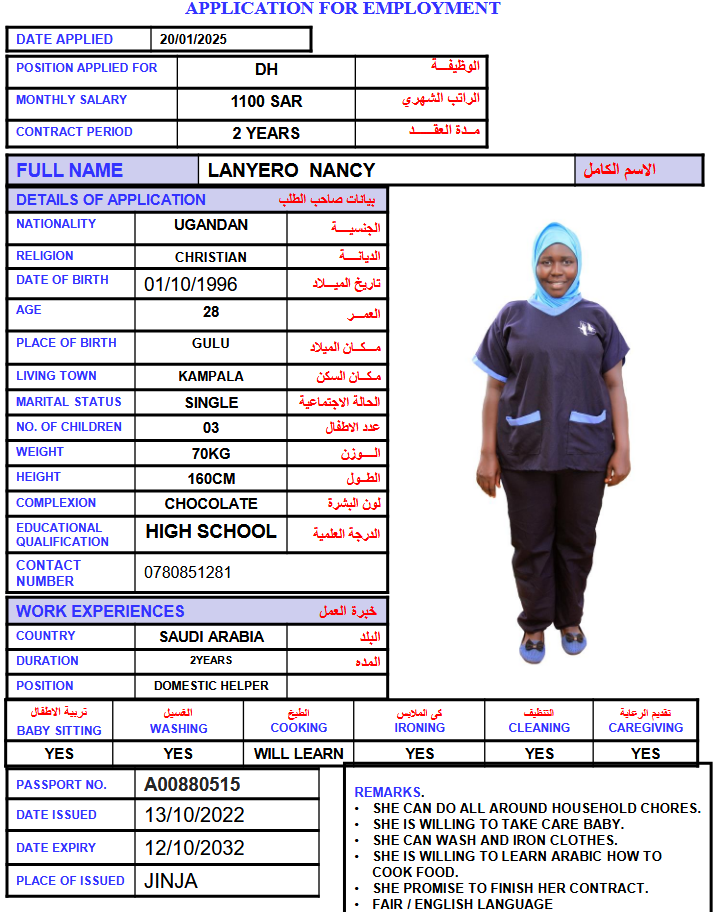 APPLICATION FOR EMPLOYMENT
DATE APPLIED 20/01/2025
POSITION APPLIED FOR DH الوظيفـــة
MONTHLY SALARY 1100 SAR الراتب الشهري
CONTRACT PERIOD 2 YEARS مـدة العقـــــد
FULL NAME LANYERO NANCY الاسم الكامل
DETAILS OF APPLICATION بيانات صاحب الطلب
NATIONALITY UGANDAN الجنسيـــة
RELIGION CHRISTIAN الديانـــة
DATE OF BIRTH 01/10/1996 تاريخ الميـــلاد
AGE 28 العمـــر
PLACE OF BIRTH GULU مـــكـان الميلاد
LIVING TOWN KAMPALA مكـان السكن
MARITAL STATUS SINGLE الحالة الاجتماعية
NO. OF CHILDREN 03 عدد الاطفال
WEIGHT 70KG الـــوزن
HEIGHT 160CM الطــول
COMPLEXION CHOCOLATE لون البشرة
EDUCATIONAL QUALIFICATION HIGH SCHOOL الدرجة العلمية
CONTACT NUMBER 0780851281
WORK EXPERIENCES خبرة العمل
COUNTRY SAUDI ARABIA البلد
DURATION 2YEARS المده
POSITION DOMESTIC HELPER
تربية الاطفال الغسيل الطبخ كى الملابس التنظيف تقديم الرعاية
BABY SITTING WASHING COOKING IRONING CLEANING CAREGIVING
YES YES WILL LEARN YES YES YES
PASSPORT NO. A00880515
DATE ISSUED 13/10/2022
DATE EXPIRY 12/10/2032
PLACE OF ISSUED JINJA
REMARKS.
• SHE CAN DO ALL AROUND HOUSEHOLD CHORES.
• SHE IS WILLING TO TAKE CARE BABY.
• SHE CAN WASH AND IRON CLOTHES.
• SHE IS WILLING TO LEARN ARABIC HOW TO
COOK FOOD.
• SHE PROMISE TO FINISH HER CONTRACT.
• FAIR / ENGLISH LANGUAGE